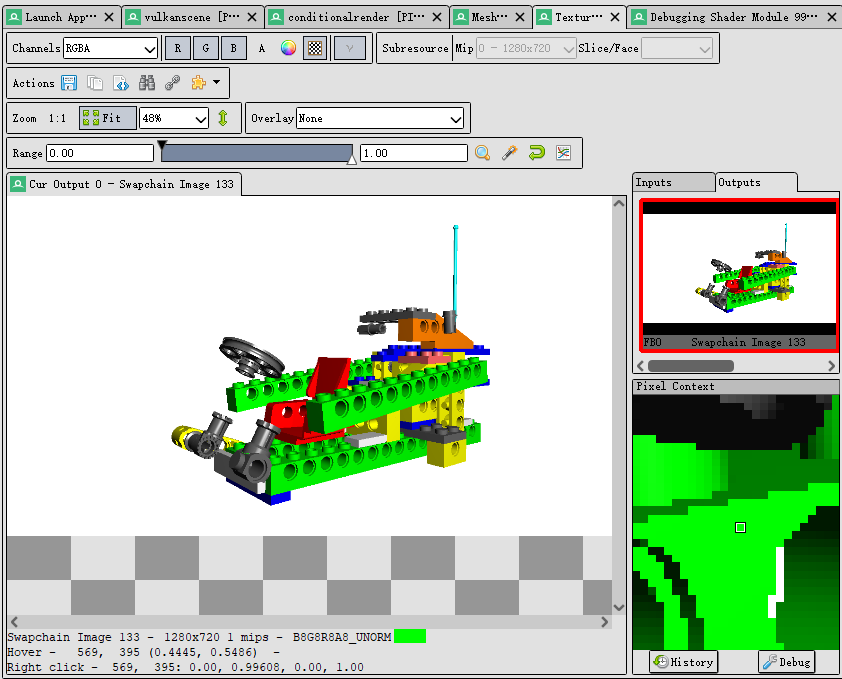 Launch App... vulkanscene [P... conditionalrender [PI... Mesh... Textur... Debugging Shader Module 99...
Channels RGBA R G B A γ Subresource Mip 0 - 1280x720 Slice/Face
Actions
Zoom 1:1 Fit 48% Overlay None
Range 0.00 1.00
Cur Output 0 - Swapchain Image 133
Inputs Outputs
FBO Swapchain Image 133
Pixel Context
Swapchain Image 133 - 1280x720 1 mips - B8G8R8A8_UNORM
Hover - 569, 395 (0.4445, 0.5486) -
Right click - 569, 395: 0.00, 0.99608, 0.00, 1.00
History Debug